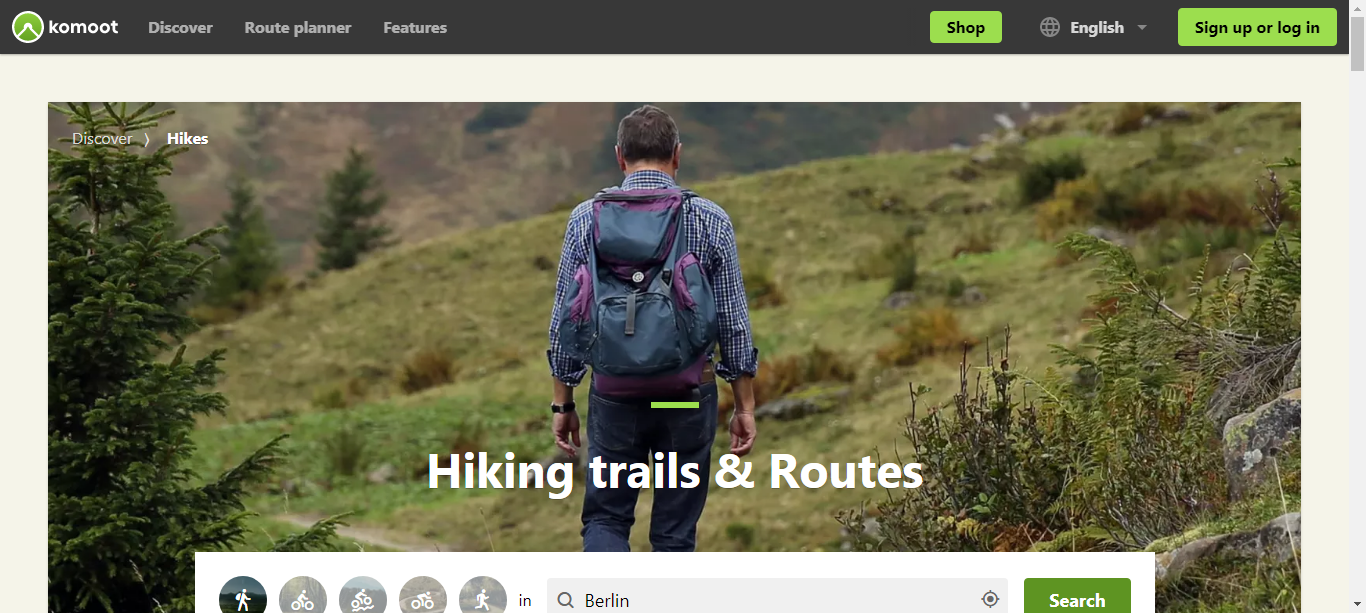 komoot Discover Route planner Features Shop English Sign up or log in
Discover 〉 Hikes
Hiking trails & Routes
in Berlin Search